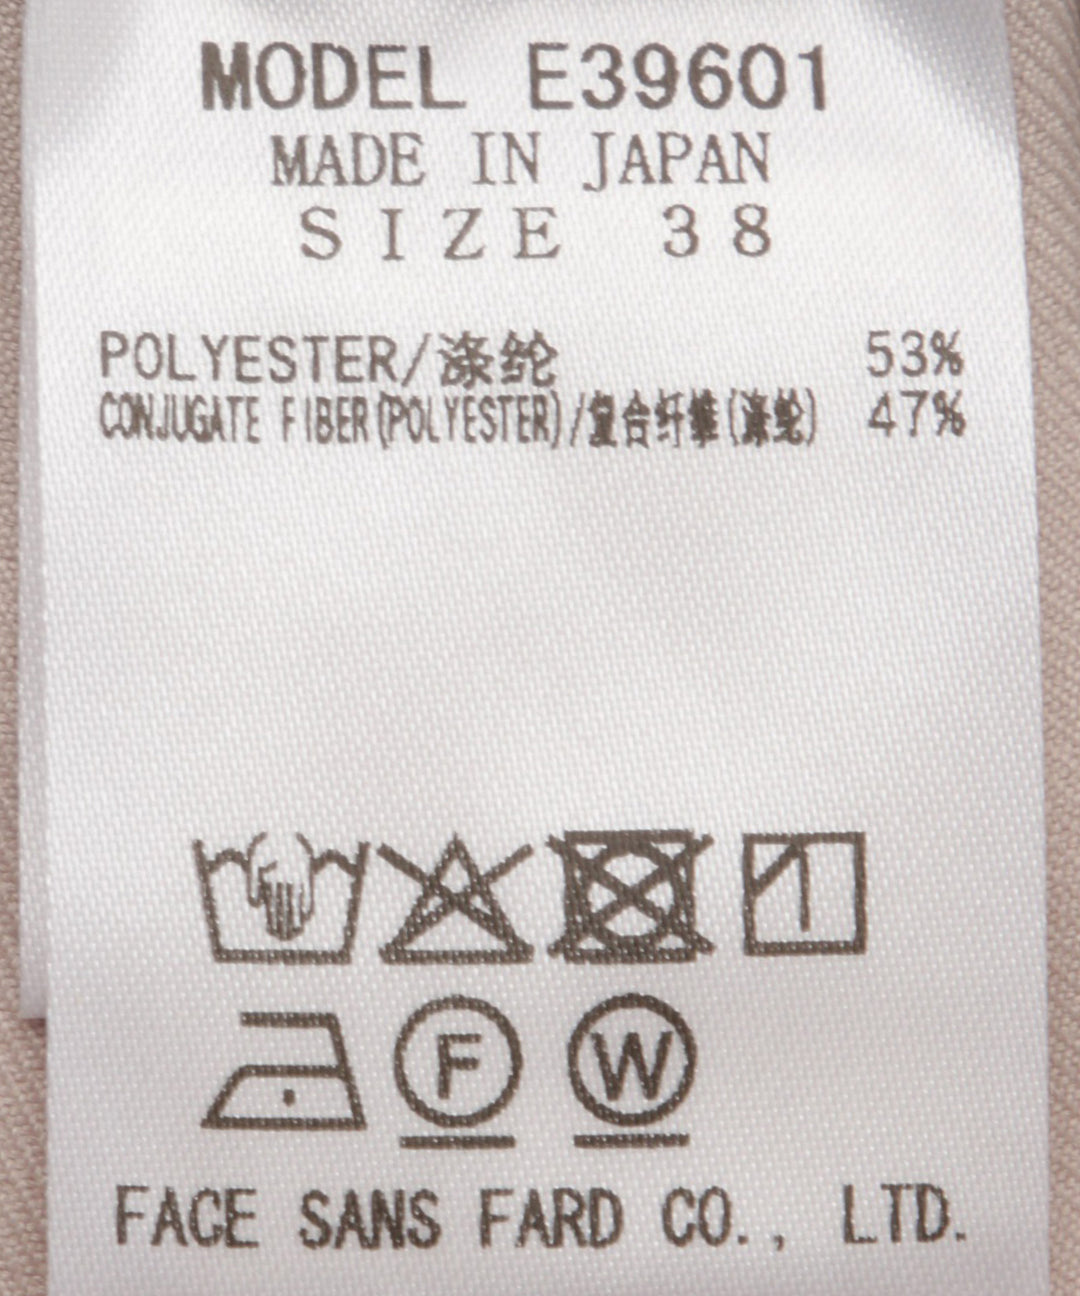 MODEL E39601
MADE IN JAPAN
SIZE 38
POLYESTER/涤纶 53%
CONJUGATE FIBER(POLYESTER)/复合纤维(涤纶) 47%
F W
FACE SANS FARD CO., LTD.